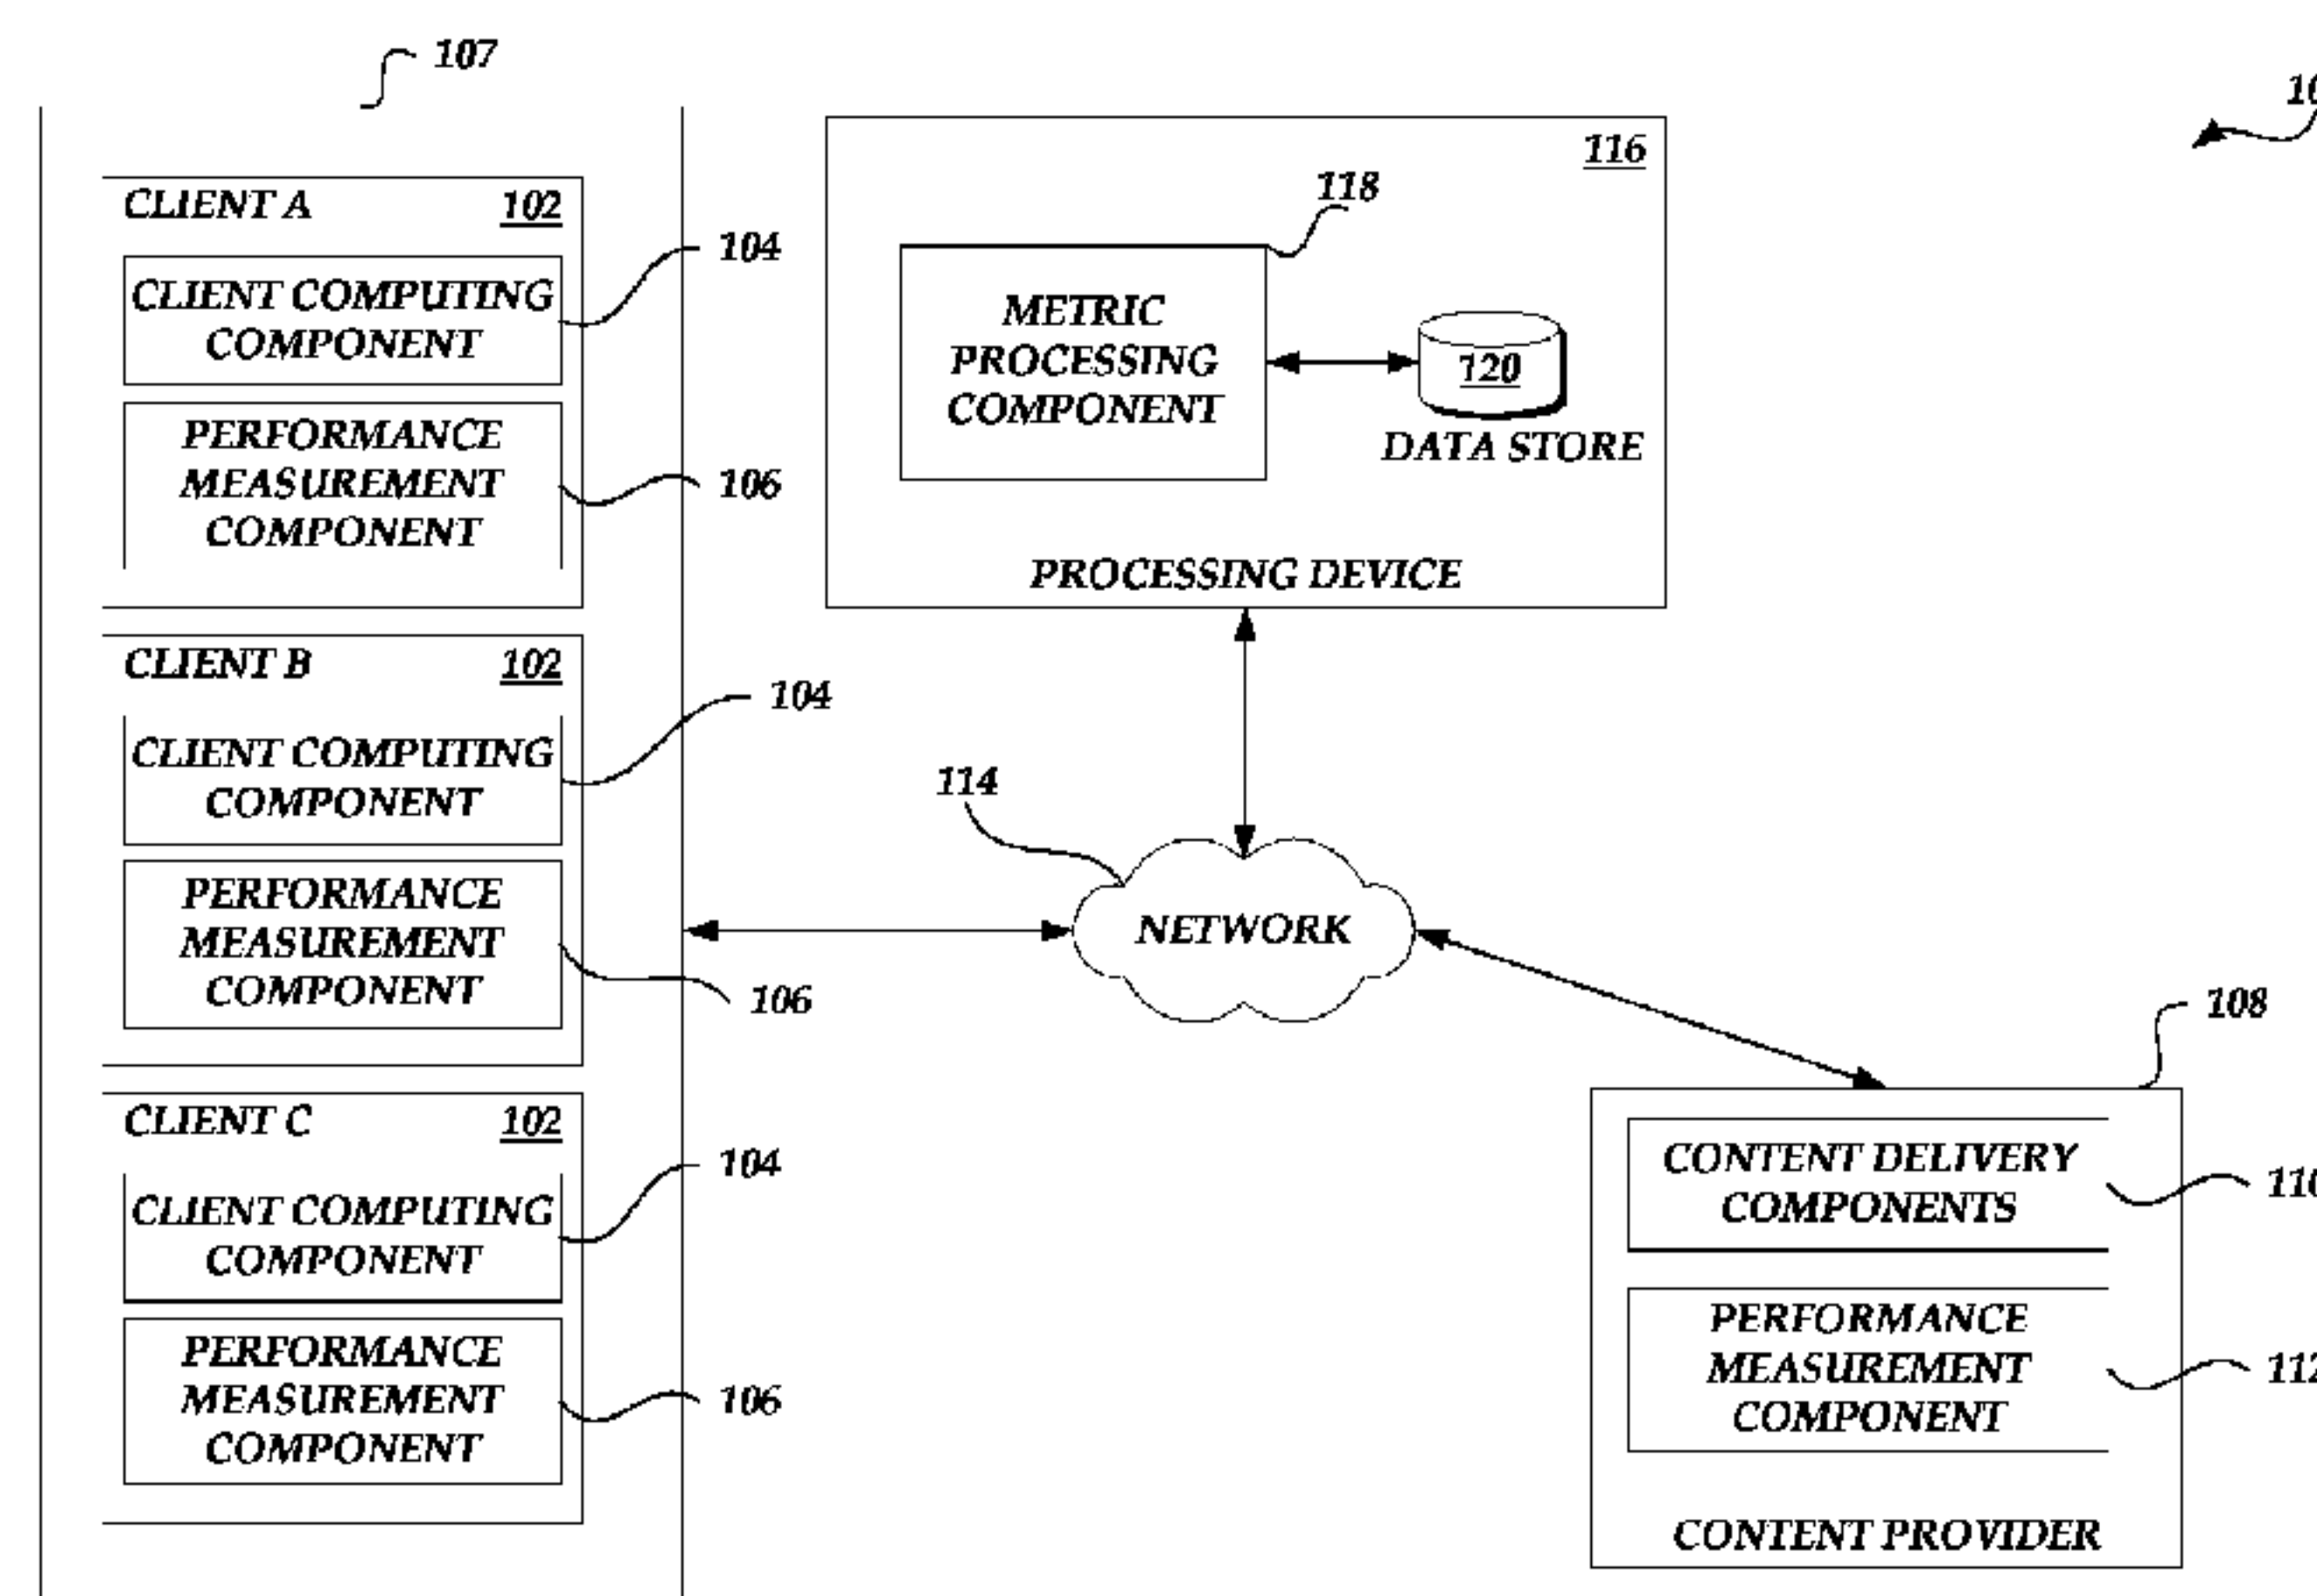 107
CLIENT A 102
CLIENT COMPUTING
COMPONENT
104
PERFORMANCE
MEASUREMENT
COMPONENT
106
CLIENT B 102
CLIENT COMPUTING
COMPONENT
104
PERFORMANCE
MEASUREMENT
COMPONENT
106
CLIENT C 102
CLIENT COMPUTING
COMPONENT
104
PERFORMANCE
MEASUREMENT
COMPONENT
106
116
118
METRIC
PROCESSING
COMPONENT
120
DATA STORE
PROCESSING DEVICE
114
NETWORK
108
CONTENT DELIVERY
COMPONENTS
110
PERFORMANCE
MEASUREMENT
COMPONENT
112
CONTENT PROVIDER